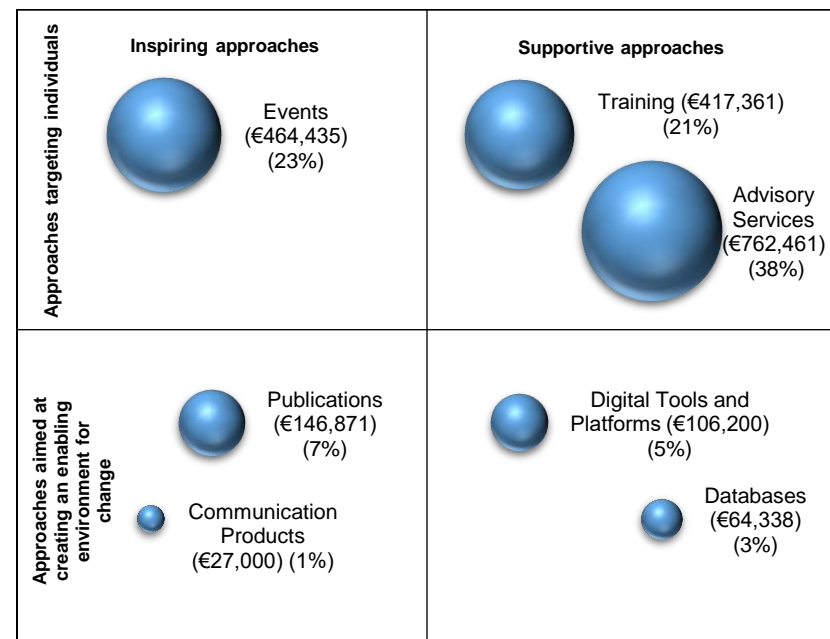 Inspiring approaches
Supportive approaches
Approaches targeting individuals
Events
(€464,435)
(23%)
Training (€417,361)
(21%)
Advisory
Services
(€762,461)
(38%)
Approaches aimed at
creating an enabling
environment for
change
Publications
(€146,871)
(7%)
Communication
Products
(€27,000) (1%)
Digital Tools and
Platforms (€106,200)
(5%)
Databases
(€64,338)
(3%)